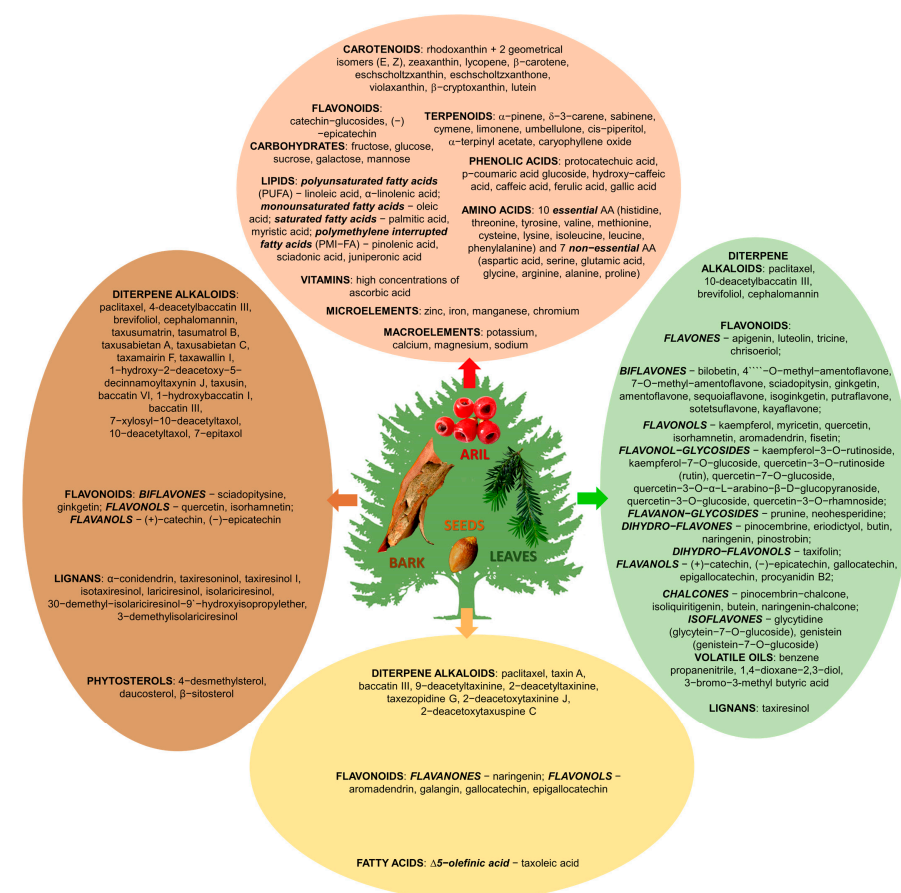 CAROTENOIDS: rhodoxanthin + 2 geometrical
isomers (E, Z), zeaxanthin, lycopene, β−carotene,
eschscholtzxanthin, eschscholtzxanthone,
violaxanthin, β−cryptoxanthin, lutein
FLAVONOIDS:
catechin−glucosides, (−)
−epicatechin
CARBOHYDRATES: fructose, glucose,
sucrose, galactose, mannose
LIPIDS: polyunsaturated fatty acids
(PUFA) − linoleic acid, α−linolenic acid;
monounsaturated fatty acids − oleic
acid; saturated fatty acids − palmitic acid,
myristic acid; polymethylene interrupted
fatty acids (PMI−FA) − pinolenic acid,
sciadonic acid, juniperonic acid
VITAMINS: high concentrations of
ascorbic acid
TERPENOIDS: α−pinene, δ−3−carene, sabinene,
cymene, limonene, umbellulone, cis−piperitol,
α−terpinyl acetate, caryophyllene oxide
PHENOLIC ACIDS: protocatechuic acid,
p−coumaric acid glucoside, hydroxy−caffeic
acid, caffeic acid, ferulic acid, gallic acid
AMINO ACIDS: 10 essential AA (histidine,
threonine, tyrosine, valine, methionine,
cysteine, lysine, isoleucine, leucine,
phenylalanine) and 7 non−essential AA
(aspartic acid, serine, glutamic acid,
glycine, arginine, alanine, proline)
MICROELEMENTS: zinc, iron, manganese, chromium
MACROELEMENTS: potassium,
calcium, magnesium, sodium
DITERPENE ALKALOIDS:
paclitaxel, 4−deacetylbaccatin III,
brevifoliol, cephalomannin,
taxusumatrin, tasumatrol B,
taxusabietan A, taxusabietan C,
taxamairin F, taxawallin I,
1−hydroxy−2−deacetoxy−5−
decinnamoyltaxynin J, taxusin,
baccatin VI, 1−hydroxybaccatin I,
baccatin III,
7−xylosyl−10−deacetyltaxol,
10−deacetyltaxol, 7−epitaxol
FLAVONOIDS: BIFLAVONES − sciadopitysine,
ginkgetin; FLAVONOLS − quercetin, isorhamnetin;
FLAVANOLS − (+)−catechin, (−)−epicatechin
LIGNANS: α−conidendrin, taxiresoninol, taxiresinol I,
isotaxiresinol, lariciresinol, isolariciresinol,
30−demethyl−isolariciresinol−9`−hydroxyisopropylether,
3−demethylisolariciresinol
PHYTOSTEROLS: 4−desmethylsterol,
daucosterol, β−sitosterol
ARIL
SEEDS
BARK
LEAVES
DITERPENE
ALKALOIDS: paclitaxel,
10−deacetylbaccatin III,
brevifoliol, cephalomannin
FLAVONOIDS:
FLAVONES − apigenin, luteolin, tricine,
chrisoeriol;
BIFLAVONES − bilobetin, 4````−O−methyl−amentoflavone,
7−O−methyl−amentoflavone, sciadopitysin, ginkgetin,
amentoflavone, sequoiaflavone, isoginkgetin, putraflavone,
sotetsuflavone, kayaflavone;
FLAVONOLS − kaempferol, myricetin, quercetin,
isorhamnetin, aromadendrin, fisetin;
FLAVONOL−GLYCOSIDES − kaempferol−3−O−rutinoside,
kaempferol−7−O−glucoside, quercetin−3−O−rutinoside
(rutin), quercetin−7−O−glucoside,
quercetin−3−O−α−L−arabino−β−D−glucopyranoside,
quercetin−3−O−glucoside, quercetin−3−O−rhamnoside;
FLAVANON−GLYCOSIDES − prunine, neohesperidine;
DIHYDRO−FLAVONES − pinocembrine, eriodictyol, butin,
naringenin, pinostrobin;
DIHYDRO−FLAVONOLS − taxifolin;
FLAVANOLS − (+)−catechin, (−)−epicatechin, gallocatechin,
epigallocatechin, procyanidin B2;
CHALCONES − pinocembrin−chalcone,
isoliquiritigenin, butein, naringenin−chalcone;
ISOFLAVONES − glycytidine
(glycytein−7−O−glucoside), genistein
(genistein−7−O−glucoside)
VOLATILE OILS: benzene
propanenitrile, 1,4−dioxane−2,3−diol,
3−bromo−3−methyl butyric acid
LIGNANS: taxiresinol
DITERPENE ALKALOIDS: paclitaxel, taxin A,
baccatin III, 9−deacetyltaxinine, 2−deacetyltaxinine,
taxezopidine G, 2−deacetoxytaxinine J,
2−deacetoxytaxuspine C
FLAVONOIDS: FLAVANONES − naringenin; FLAVONOLS −
aromadendrin, galangin, gallocatechin, epigallocatechin
FATTY ACIDS: Δ5−olefinic acid − taxoleic acid